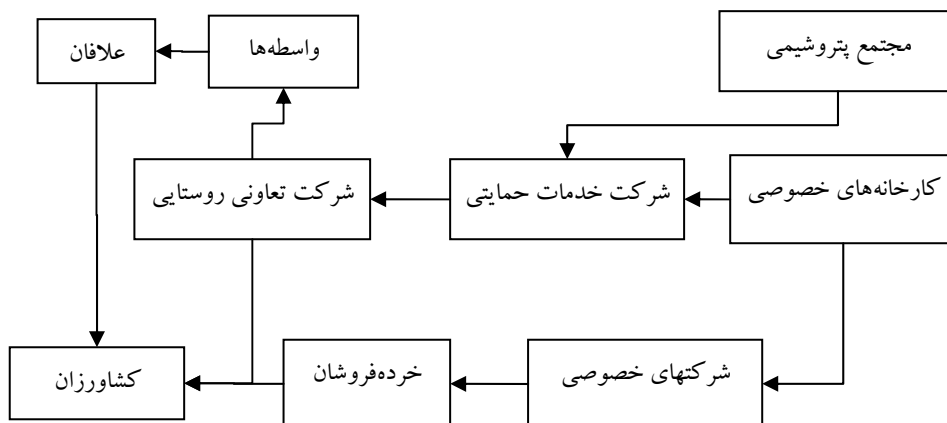 مجتمع پتروشیمی
واسطه‌ها
علافان
کارخانه‌های خصوصی
شرکت خدمات حمایتی
شرکت تعاونی روستایی
شرکتهای خصوصی
خرده‌فروشان
کشاورزان